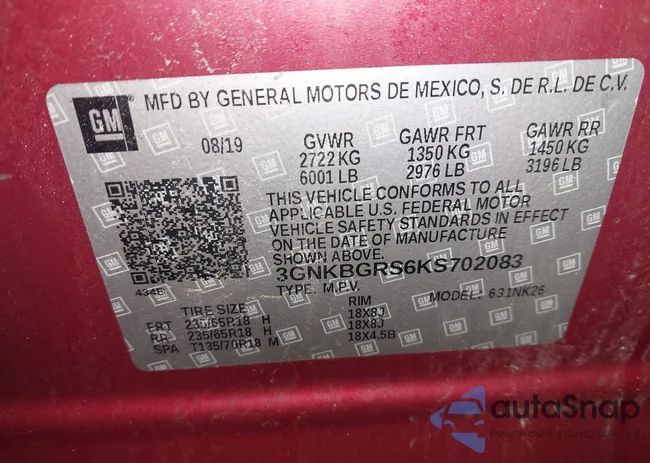 GM
MFD BY GENERAL MOTORS DE MEXICO, S. DE R.L. DE C.V.
08/19
GVWR
2722 KG
6001 LB
GAWR FRT
1350 KG
2976 LB
GAWR RR
1450 KG
3196 LB
THIS VEHICLE CONFORMS TO ALL
APPLICABLE U.S. FEDERAL MOTOR
VEHICLE SAFETY STANDARDS IN EFFECT
ON THE DATE OF MANUFACTURE
SHOWN ABOVE.
3GNKBGRS6KS702083
TYPE: M.P.V.
MODEL: 631NK26
434B
TIRE SIZE
RIM
FRT 235/65R18 H 18X8J
RR 235/65R18 H 18X8J
SPA T135/70R18 M 18X4.5B
autoSnap